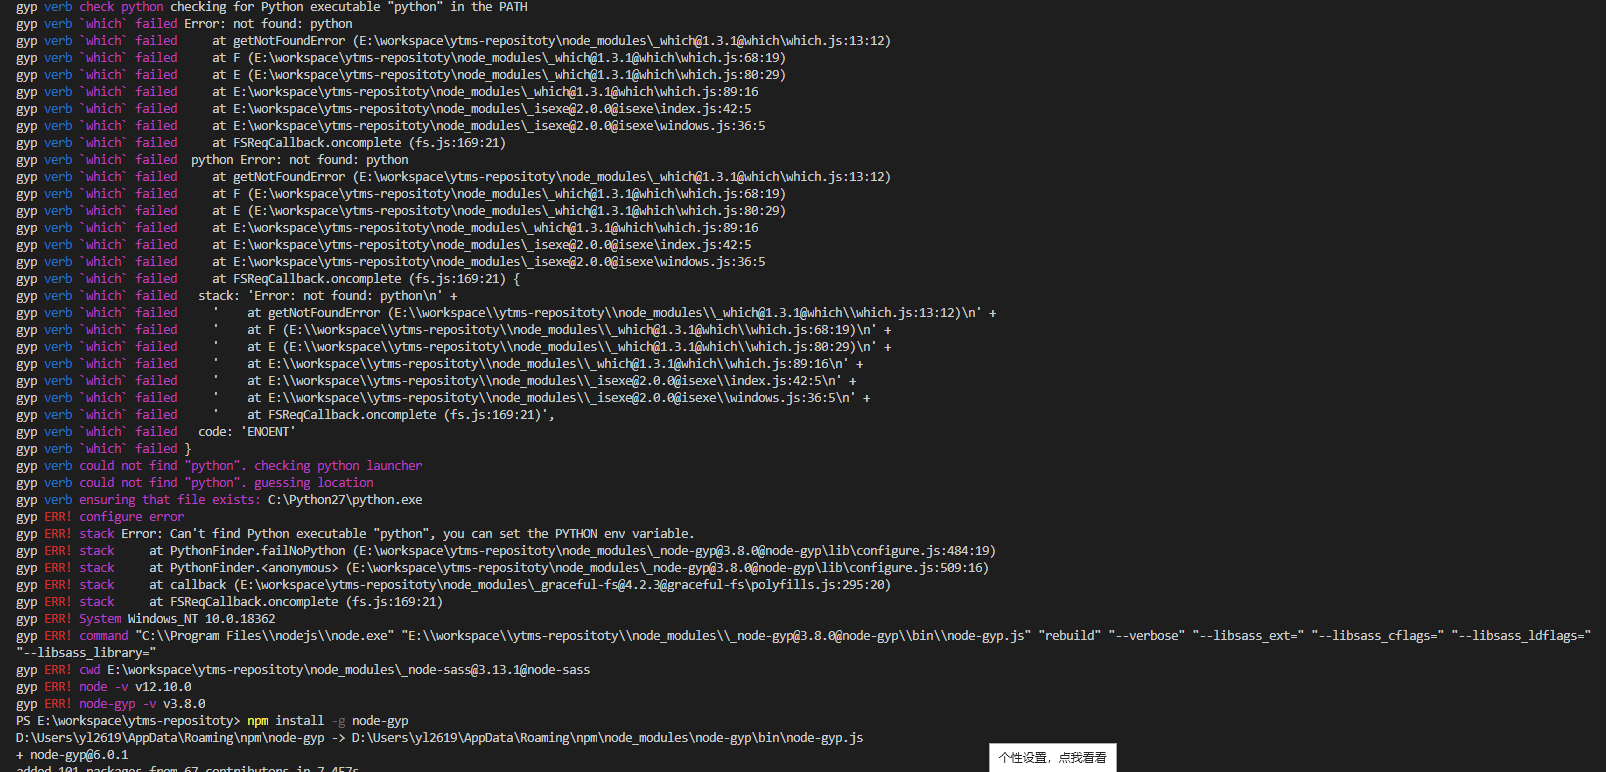 gyp verb check python checking for Python executable "python" in the PATH
gyp verb `which` failed Error: not found: python
gyp verb `which` failed     at getNotFoundError (E:\workspace\ytms-repositoty\node_modules\_which@1.3.1@which\which.js:13:12)
gyp verb `which` failed     at F (E:\workspace\ytms-repositoty\node_modules\_which@1.3.1@which\which.js:68:19)
gyp verb `which` failed     at E (E:\workspace\ytms-repositoty\node_modules\_which@1.3.1@which\which.js:80:29)
gyp verb `which` failed     at E:\workspace\ytms-repositoty\node_modules\_which@1.3.1@which\which.js:89:16
gyp verb `which` failed     at E:\workspace\ytms-repositoty\node_modules\_isexe@2.0.0@isexe\index.js:42:5
gyp verb `which` failed     at E:\workspace\ytms-repositoty\node_modules\_isexe@2.0.0@isexe\windows.js:36:5
gyp verb `which` failed     at FSReqCallback.oncomplete (fs.js:169:21)
gyp verb `which` failed  python Error: not found: python
gyp verb `which` failed     at getNotFoundError (E:\workspace\ytms-repositoty\node_modules\_which@1.3.1@which\which.js:13:12)
gyp verb `which` failed     at F (E:\workspace\ytms-repositoty\node_modules\_which@1.3.1@which\which.js:68:19)
gyp verb `which` failed     at E (E:\workspace\ytms-repositoty\node_modules\_which@1.3.1@which\which.js:80:29)
gyp verb `which` failed     at E:\workspace\ytms-repositoty\node_modules\_which@1.3.1@which\which.js:89:16
gyp verb `which` failed     at E:\workspace\ytms-repositoty\node_modules\_isexe@2.0.0@isexe\index.js:42:5
gyp verb `which` failed     at E:\workspace\ytms-repositoty\node_modules\_isexe@2.0.0@isexe\windows.js:36:5
gyp verb `which` failed     at FSReqCallback.oncomplete (fs.js:169:21) {
gyp verb `which` failed   stack: 'Error: not found: python\n' +
gyp verb `which` failed     '    at getNotFoundError (E:\\workspace\\ytms-repositoty\\node_modules\\_which@1.3.1@which\\which.js:13:12)\n' +
gyp verb `which` failed     '    at F (E:\\workspace\\ytms-repositoty\\node_modules\\_which@1.3.1@which\\which.js:68:19)\n' +
gyp verb `which` failed     '    at E (E:\\workspace\\ytms-repositoty\\node_modules\\_which@1.3.1@which\\which.js:80:29)\n' +
gyp verb `which` failed     '    at E:\\workspace\\ytms-repositoty\\node_modules\\_which@1.3.1@which\\which.js:89:16\n' +
gyp verb `which` failed     '    at E:\\workspace\\ytms-repositoty\\node_modules\\_isexe@2.0.0@isexe\\index.js:42:5\n' +
gyp verb `which` failed     '    at E:\\workspace\\ytms-repositoty\\node_modules\\_isexe@2.0.0@isexe\\windows.js:36:5\n' +
gyp verb `which` failed     '    at FSReqCallback.oncomplete (fs.js:169:21)',
gyp verb `which` failed   code: 'ENOENT'
gyp verb `which` failed }
gyp verb could not find "python". checking python launcher
gyp verb could not find "python". guessing location
gyp verb ensuring that file exists: C:\Python27\python.exe
gyp ERR! configure error
gyp ERR! stack Error: Can't find Python executable "python", you can set the PYTHON env variable.
gyp ERR! stack     at PythonFinder.failNoPython (E:\workspace\ytms-repositoty\node_modules\_node-gyp@3.8.0@node-gyp\lib\configure.js:484:19)
gyp ERR! stack     at PythonFinder.<anonymous> (E:\workspace\ytms-repositoty\node_modules\_node-gyp@3.8.0@node-gyp\lib\configure.js:509:16)
gyp ERR! stack     at callback (E:\workspace\ytms-repositoty\node_modules\_graceful-fs@4.2.3@graceful-fs\polyfills.js:295:20)
gyp ERR! stack     at FSReqCallback.oncomplete (fs.js:169:21)
gyp ERR! System Windows_NT 10.0.18362
gyp ERR! command "C:\\Program Files\\nodejs\\node.exe" "E:\\workspace\\ytms-repositoty\\node_modules\\_node-gyp@3.8.0@node-gyp\\bin\\node-gyp.js" "rebuild" "--verbose" "--libsass_ext=" "--libsass_cflags=" "--libsass_ldflags="
"--libsass_library="
gyp ERR! cwd E:\workspace\ytms-repositoty\node_modules\_node-sass@3.13.1@node-sass
gyp ERR! node -v v12.10.0
gyp ERR! node-gyp -v v3.8.0
PS E:\workspace\ytms-repositoty> npm install -g node-gyp
D:\Users\yl2619\AppData\Roaming\npm\node-gyp -> D:\Users\yl2619\AppData\Roaming\npm\node_modules\node-gyp\bin\node-gyp.js
+ node-gyp@6.0.1
added 101 packages from 67 contributors in 7.457s
个性设置，点我看看